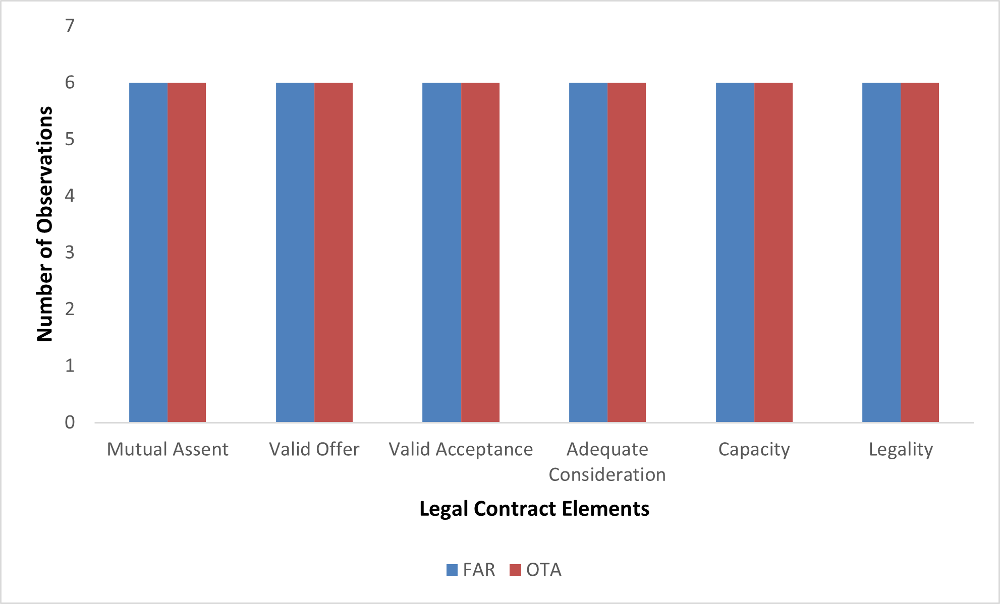 7
6
5
4
3
2
1
0
Number of Observations
Mutual Assent
Valid Offer
Valid Acceptance
Adequate
Consideration
Capacity
Legality
Legal Contract Elements
FAR
OTA